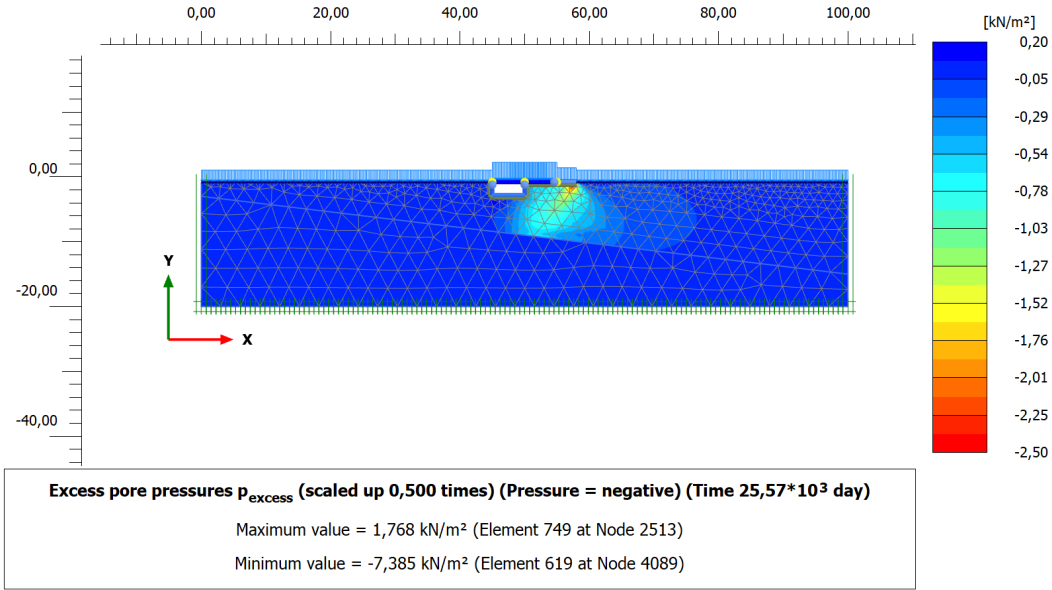 0,00 20,00 40,00 60,00 80,00 100,00
[kN/m²]
0,20
-0,05
-0,29
-0,54
-0,78
-1,03
-1,27
-1,52
-1,76
-2,01
-2,25
-2,50
0,00
-20,00
-40,00
Y
X
Excess pore pressures p_excess (scaled up 0,500 times) (Pressure = negative) (Time 25,57*10³ day)
Maximum value = 1,768 kN/m² (Element 749 at Node 2513)
Minimum value = -7,385 kN/m² (Element 619 at Node 4089)